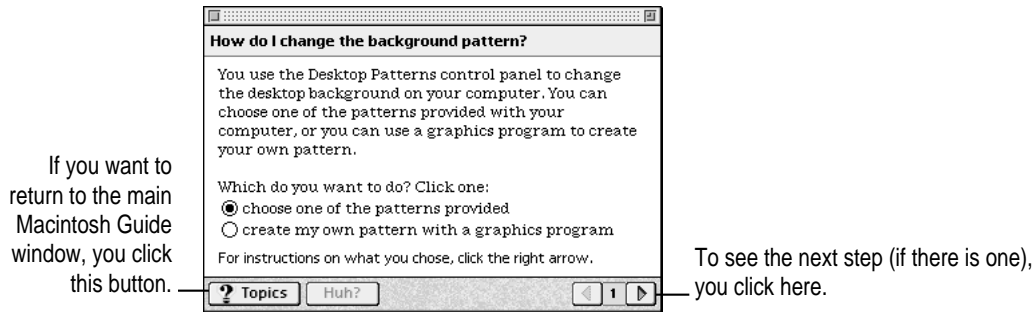 How do I change the background pattern?
You use the Desktop Patterns control panel to change
the desktop background on your computer. You can
choose one of the patterns provided with your
computer, or you can use a graphics program to create
your own pattern.
Which do you want to do? Click one:
choose one of the patterns provided
create my own pattern with a graphics program
For instructions on what you chose, click the right arrow.
? Topics
Huh?
1
If you want to
return to the main
Macintosh Guide
window, you click
this button.
To see the next step (if there is one),
you click here.